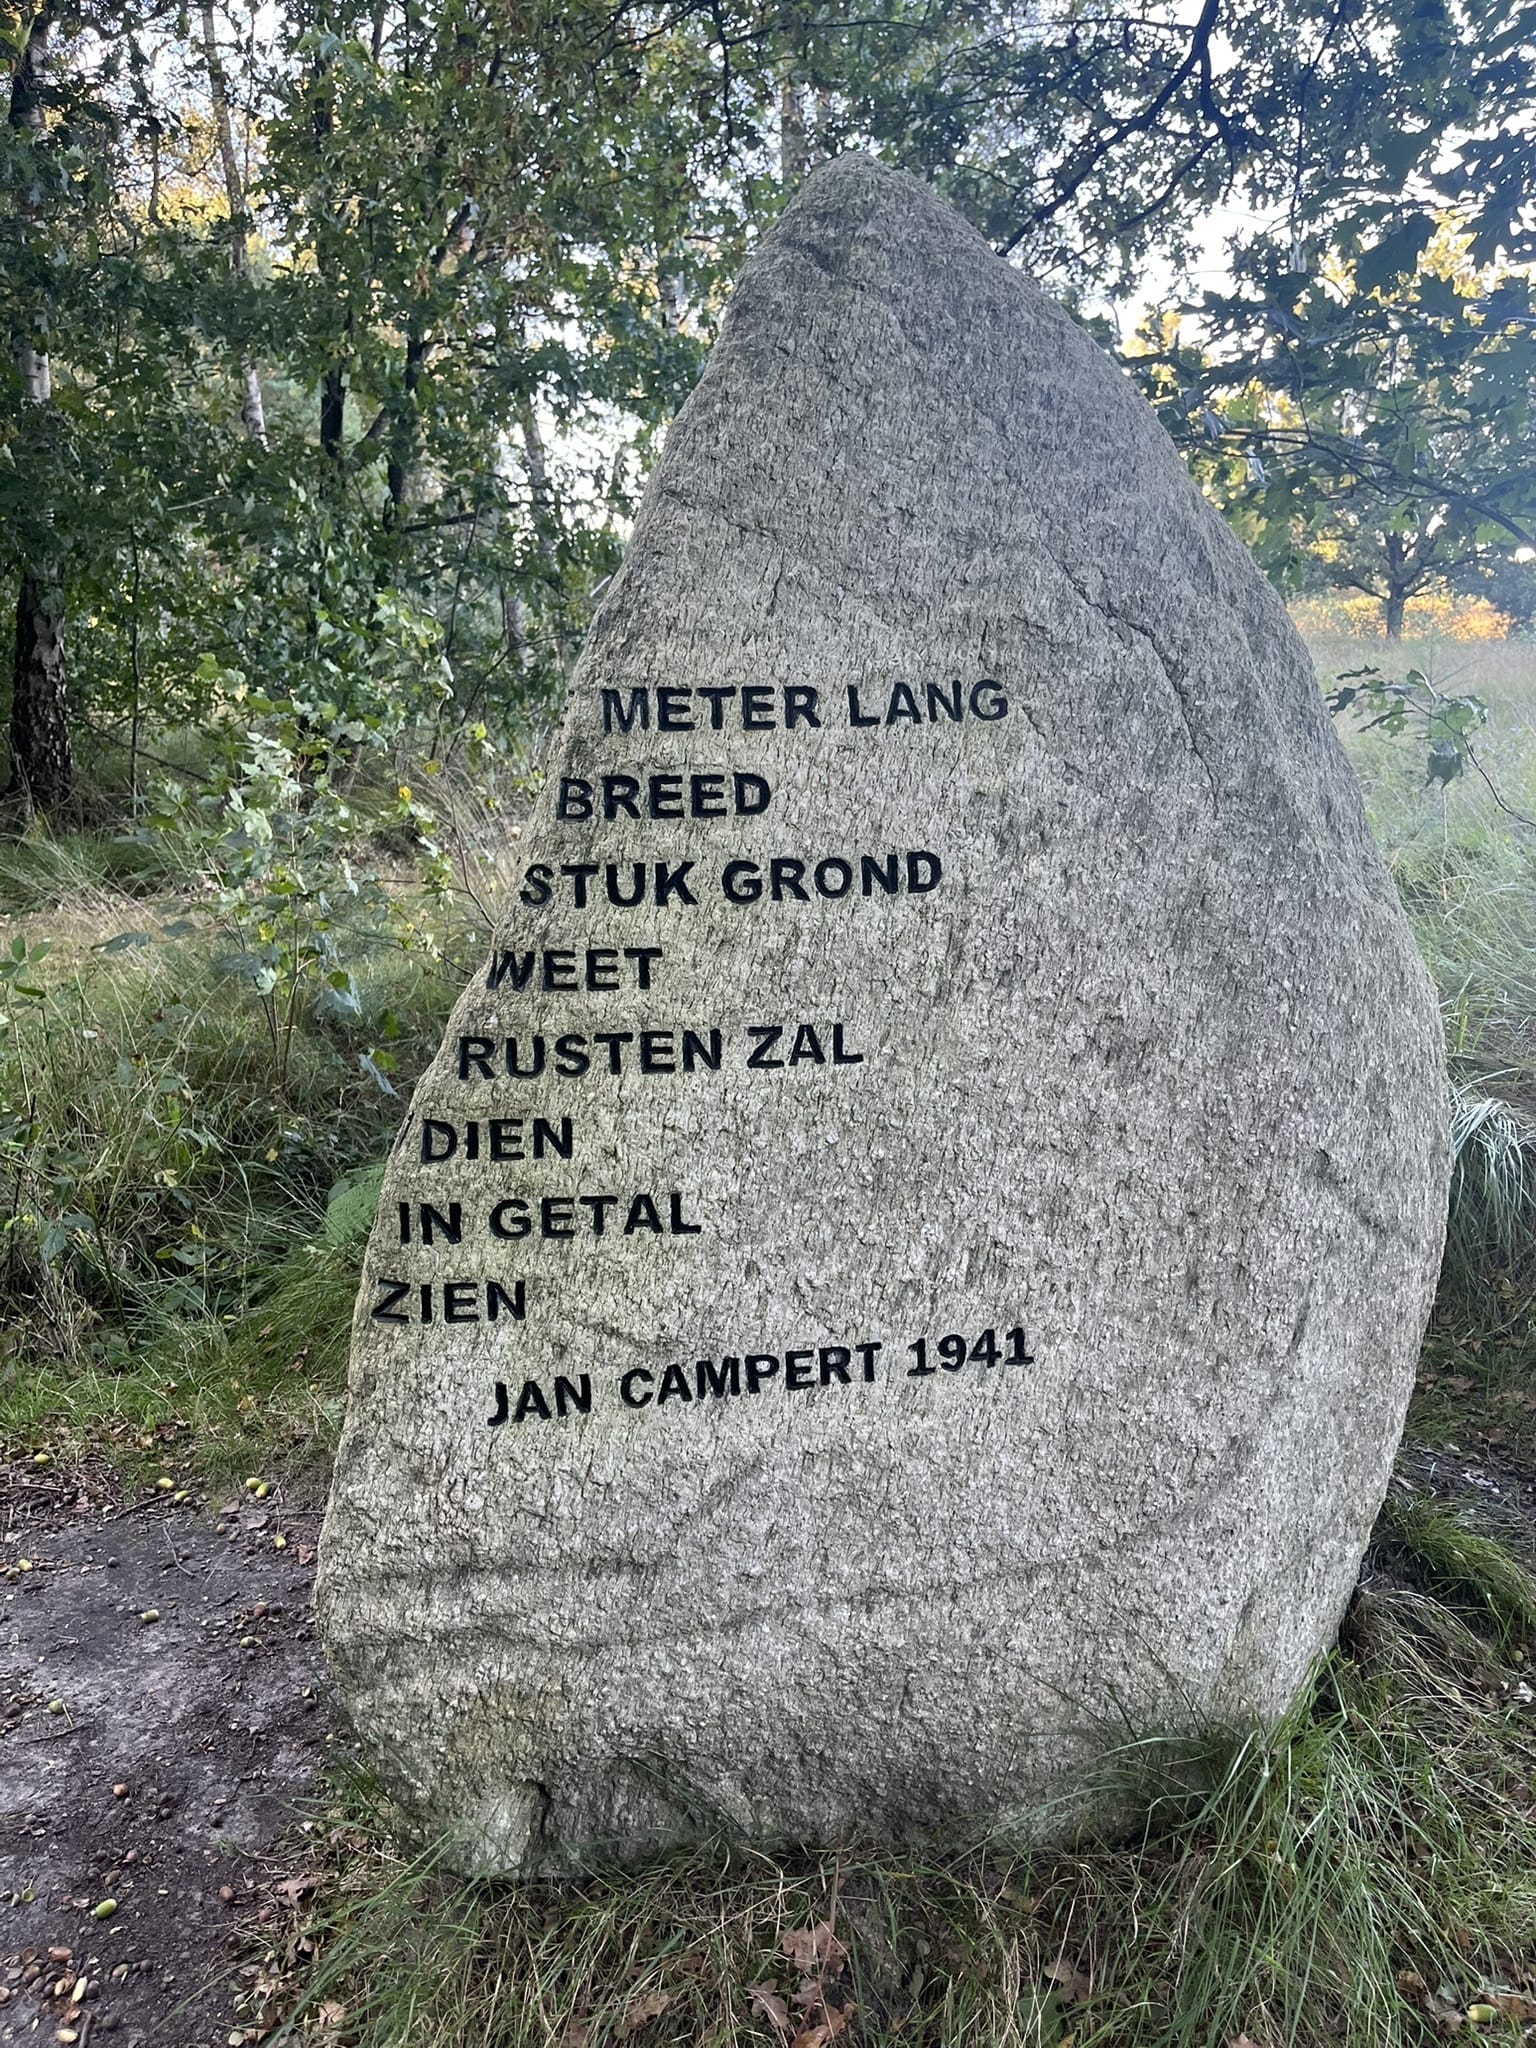 METER LANG
BREED
STUK GROND
WEET
RUSTEN ZAL
DIEN
IN GETAL
ZIEN
JAN CAMPERT 1941